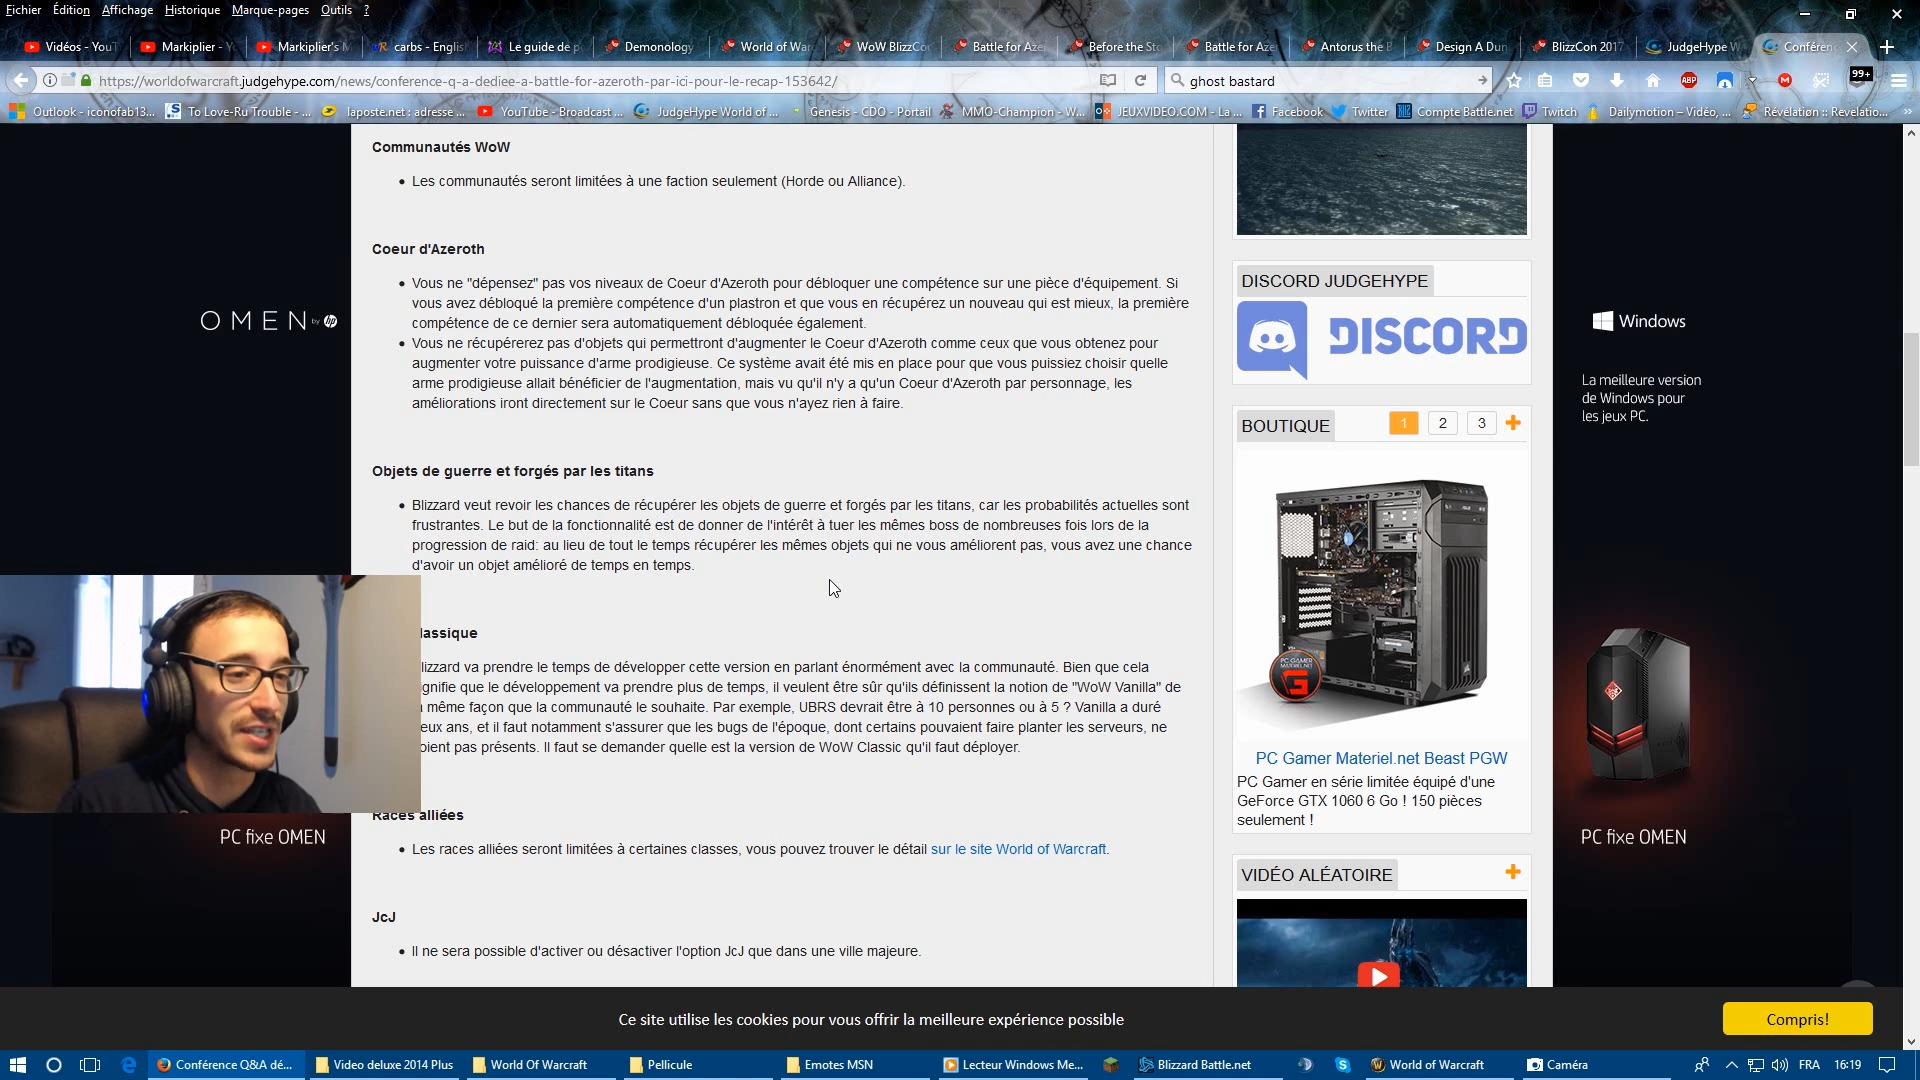 Fichier Édition Affichage Historique Marque-pages Outils ?
Vidéos - YouT
Markiplier - Y
Markiplier's M
carbs - Englis
Le guide de p
Demonology
World of War
WoW BlizzCo
Battle for Aze
Before the Sto
Battle for Aze
Antorus the B
Design A Dun
BlizzCon 2017
JudgeHype W
Conféren
https://worldofwarcraft.judgehype.com/news/conference-q-a-dediee-a-battle-for-azeroth-par-ici-pour-le-recap-153642/
ghost bastard
ABP
99+
Outlook - iconofab13...
To Love-Ru Trouble - ...
laposte.net : adresse ...
YouTube - Broadcast ...
JudgeHype World of ...
Genesis - CDO - Portail
MMO-Champion - W...
JEUXVIDEO.COM - La ...
Facebook
Twitter
Compte Battle.net
Twitch
Dailymotion – Vidéo, ...
Révélation :: Revelatio...
Communautés WoW
Les communautés seront limitées à une faction seulement (Horde ou Alliance).
Coeur d'Azeroth
Vous ne "dépensez" pas vos niveaux de Coeur d'Azeroth pour débloquer une compétence sur une pièce d'équipement. Si
vous avez débloqué la première compétence d'un plastron et que vous en récupérez un nouveau qui est mieux, la première
compétence de ce dernier sera automatiquement débloquée également.
Vous ne récupérerez pas d'objets qui permettront d'augmenter le Coeur d'Azeroth comme ceux que vous obtenez pour
augmenter votre puissance d'arme prodigieuse. Ce système avait été mis en place pour que vous puissiez choisir quelle
arme prodigieuse allait bénéficier de l'augmentation, mais vu qu'il n'y a qu'un Coeur d'Azeroth par personnage, les
améliorations iront directement sur le Coeur sans que vous n'ayez rien à faire.
Objets de guerre et forgés par les titans
Blizzard veut revoir les chances de récupérer les objets de guerre et forgés par les titans, car les probabilités actuelles sont
frustrantes. Le but de la fonctionnalité est de donner de l'intérêt à tuer les mêmes boss de nombreuses fois lors de la
progression de raid: au lieu de tout le temps récupérer les mêmes objets qui ne vous améliorent pas, vous avez une chance
d'avoir un objet amélioré de temps en temps.
lassique
lizzard va prendre le temps de développer cette version en parlant énormément avec la communauté. Bien que cela
gnifie que le développement va prendre plus de temps, il veulent être sûr qu'ils définissent la notion de "WoW Vanilla" de
même façon que la communauté le souhaite. Par exemple, UBRS devrait être à 10 personnes ou à 5 ? Vanilla a duré
eux ans, et il faut notamment s'assurer que les bugs de l'époque, dont certains pouvaient faire planter les serveurs, ne
oient pas présents. Il faut se demander quelle est la version de WoW Classic qu'il faut déployer.
Races alliées
Les races alliées seront limitées à certaines classes, vous pouvez trouver le détail sur le site World of Warcraft.
JcJ
Il ne sera possible d'activer ou désactiver l'option JcJ que dans une ville majeure.
OMEN by hp
PC fixe OMEN
DISCORD JUDGEHYPE
DISCORD
BOUTIQUE
1 2 3
PC GAMER
MATERIEL.NET
PC Gamer Materiel.net Beast PGW
PC Gamer en série limitée équipé d'une
GeForce GTX 1060 6 Go ! 150 pièces
seulement !
VIDÉO ALÉATOIRE
Windows
La meilleure version
de Windows pour
les jeux PC.
PC fixe OMEN
Ce site utilise les cookies pour vous offrir la meilleure expérience possible
Compris!
Conférence Q&A dé...
Video deluxe 2014 Plus
World Of Warcraft
Pellicule
Emotes MSN
Lecteur Windows Me...
Blizzard Battle.net
World of Warcraft
Caméra
FRA
16:19